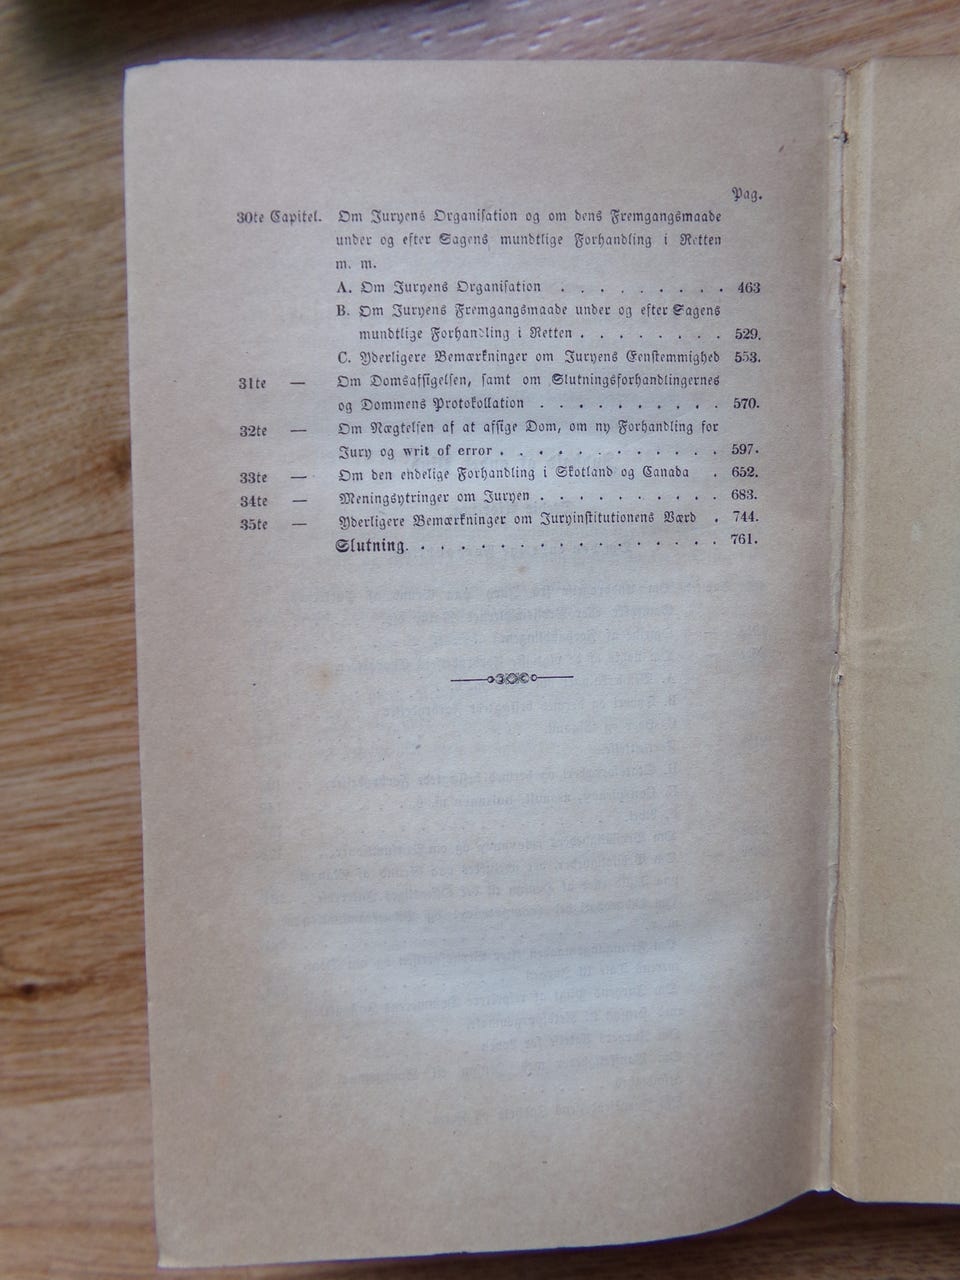 Pag.
30te Capitel. Om Juryens Organisation og om dens Fremgangsmaade
under og efter Sagens mundtlige Forhandling i Retten
m. m.
A. Om Juryens Organisation . . . . . . . . . 463
B. Om Juryens Fremgangsmaade under og efter Sagens
mundtlige Forhandling i Retten . . . . . . . . 529.
C. Yderligere Bemærkninger om Juryens Eenstemmighed 553.
31te — Om Domsafsigelsen, samt om Slutningsforhandlingernes
og Dommens Protokollation . . . . . . . . . . 570.
32te — Om Nægtelsen af at afsige Dom, om ny Forhandling for
Jury og writ of error . . . . . . . . . . . . 597.
33te — Om den endelige Forhandling i Skotland og Canada . 652.
34te — Meningsytringer om Juryen . . . . . . . . . . 683.
35te — Yderligere Bemærkninger om Juryinstitutionens Værd . 744.
Slutning. . . . . . . . . . . . . . . . . 761.